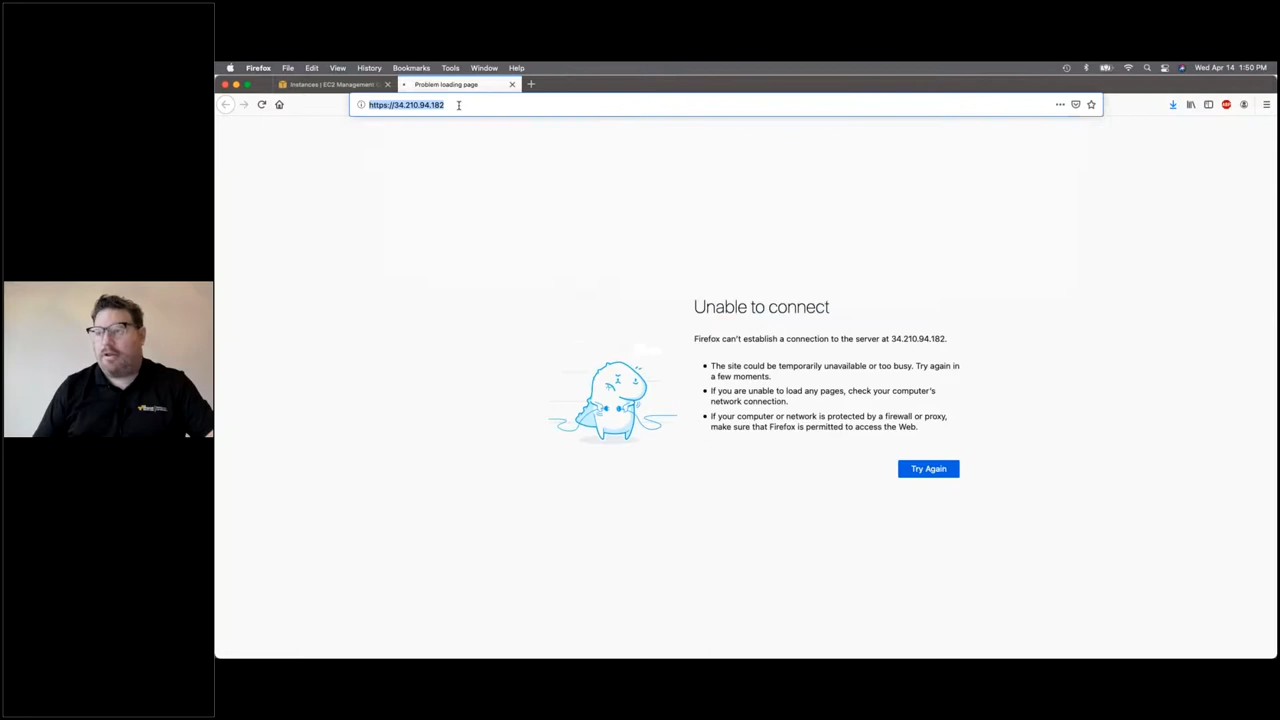 Firefox File Edit View History Bookmarks Tools Window Help Wed Apr 14 1:50 PM
Instances | EC2 Management Problem loading page
https://34.210.94.182
Unable to connect
Firefox can't establish a connection to the server at 34.210.94.182.
• The site could be temporarily unavailable or too busy. Try again in
a few moments.
• If you are unable to load any pages, check your computer's
network connection.
• If your computer or network is protected by a firewall or proxy,
make sure that Firefox is permitted to access the Web.
Try Again